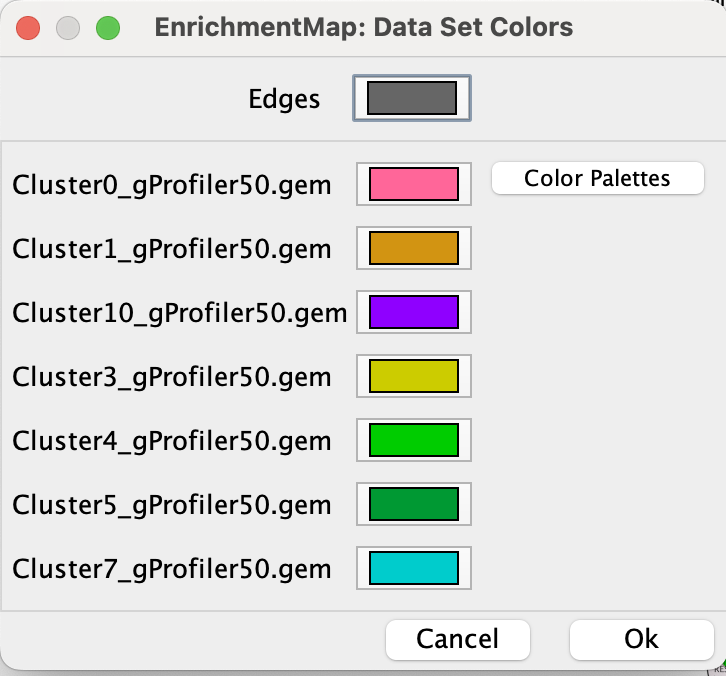 EnrichmentMap: Data Set Colors
Edges
Cluster0_gProfiler50.gem
Color Palettes
Cluster1_gProfiler50.gem
Cluster10_gProfiler50.gem
Cluster3_gProfiler50.gem
Cluster4_gProfiler50.gem
Cluster5_gProfiler50.gem
Cluster7_gProfiler50.gem
Cancel
Ok